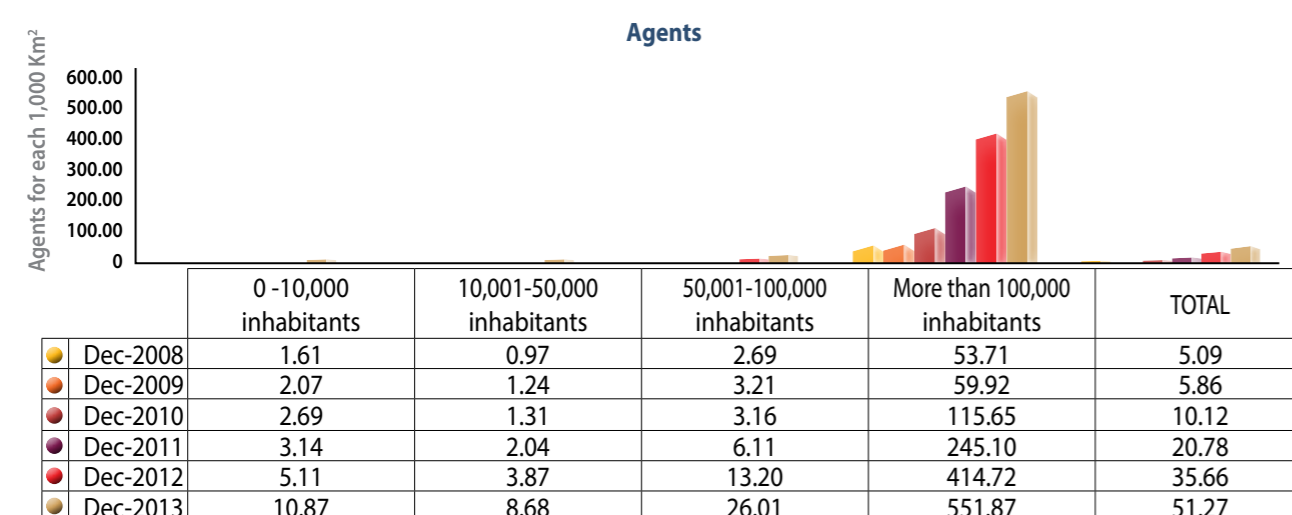 Agents
Agents for each 1,000 Km²
600.00
500.00
400.00
300.00
200.00
100.00
0
0 -10,000 inhabitants 10,001-50,000 inhabitants 50,001-100,000 inhabitants More than 100,000 inhabitants TOTAL
Dec-2008 1.61 0.97 2.69 53.71 5.09
Dec-2009 2.07 1.24 3.21 59.92 5.86
Dec-2010 2.69 1.31 3.16 115.65 10.12
Dec-2011 3.14 2.04 6.11 245.10 20.78
Dec-2012 5.11 3.87 13.20 414.72 35.66
Dec-2013 10.87 8.68 26.01 551.87 51.27